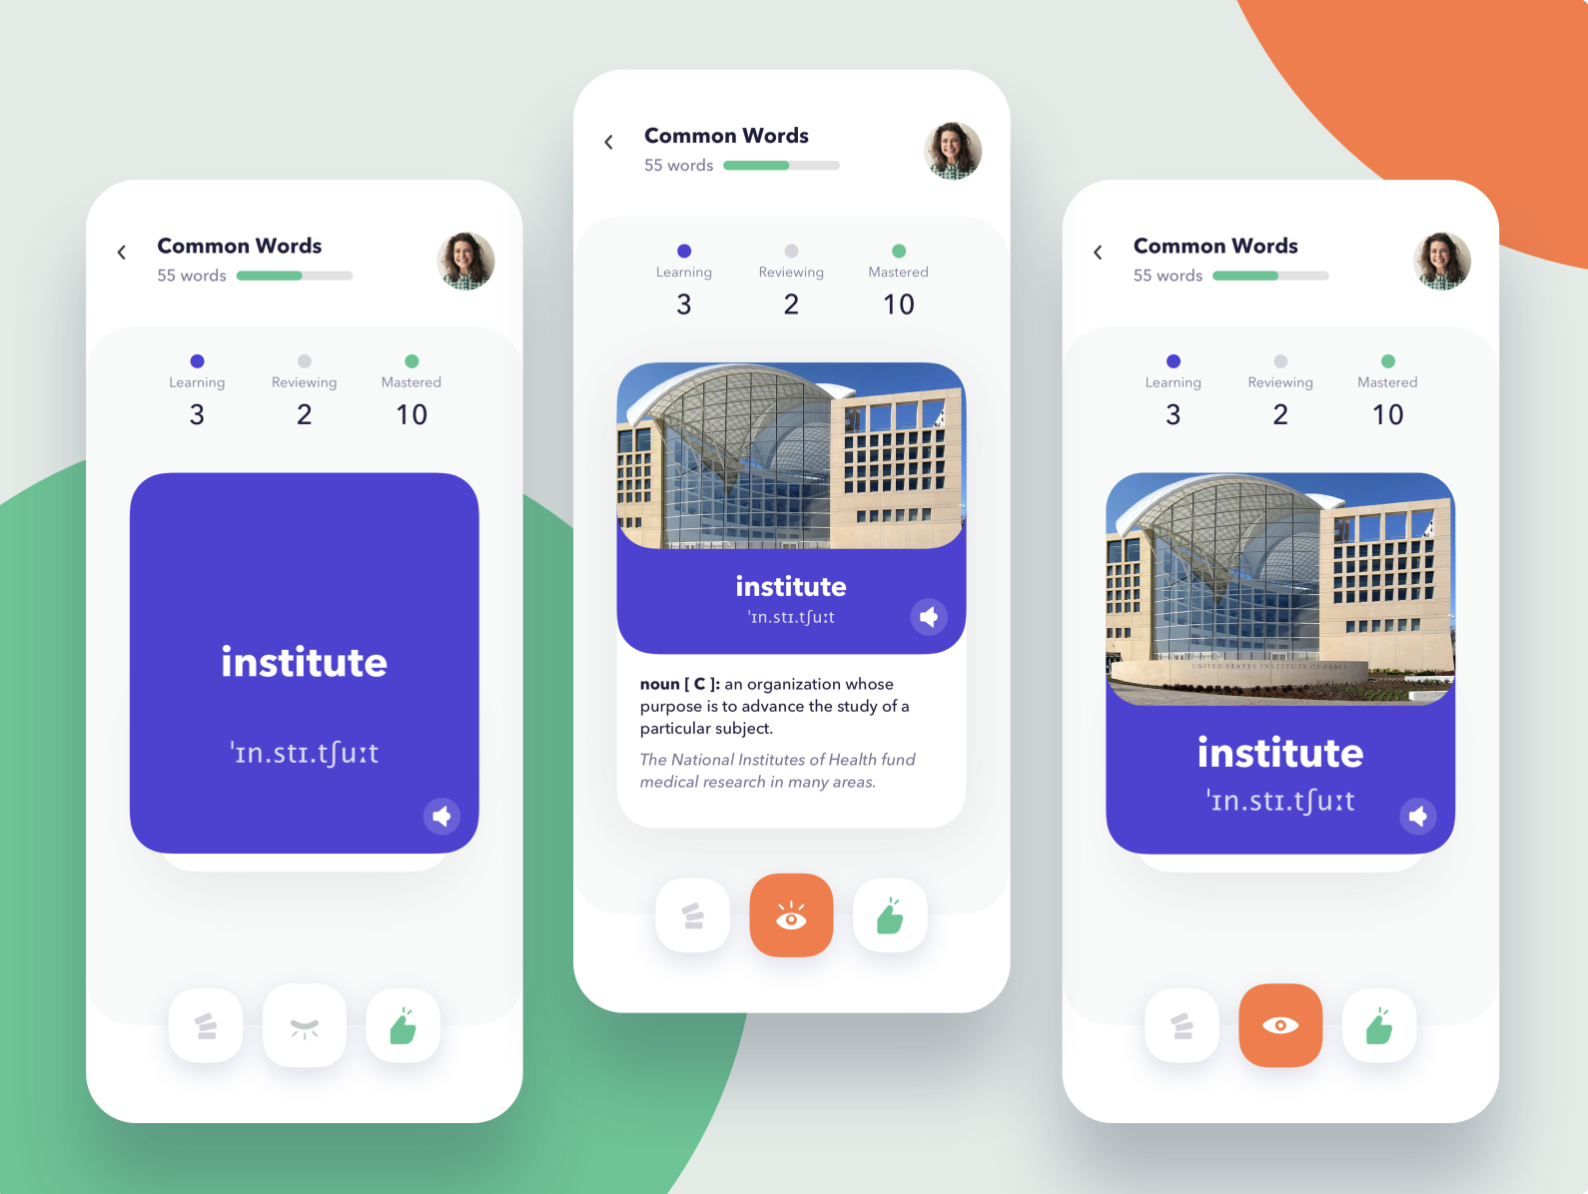 Common Words
55 words
Learning
Reviewing
Mastered
3
2
10
institute
ˈɪn.stɪ.tʃuːt
Common Words
55 words
Learning
Reviewing
Mastered
3
2
10
institute
ˈɪn.stɪ.tʃuːt
noun [ C ]: an organization whose
purpose is to advance the study of a
particular subject.
The National Institutes of Health fund
medical research in many areas.
Common Words
55 words
Learning
Reviewing
Mastered
3
2
10
UNITED STATES INSTITUTE OF PEACE
institute
ˈɪn.stɪ.tʃuːt